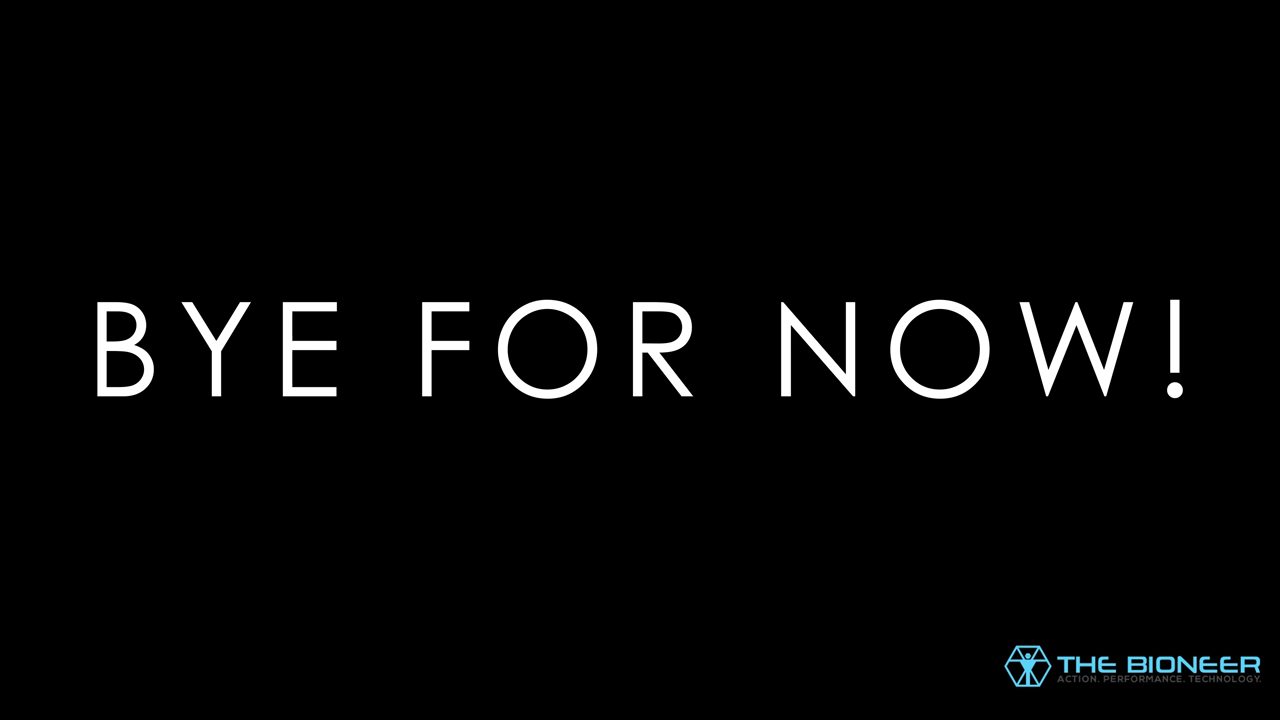 BYE FOR NOW!
THE BIONEER
ACTION. PERFORMANCE. TECHNOLOGY.